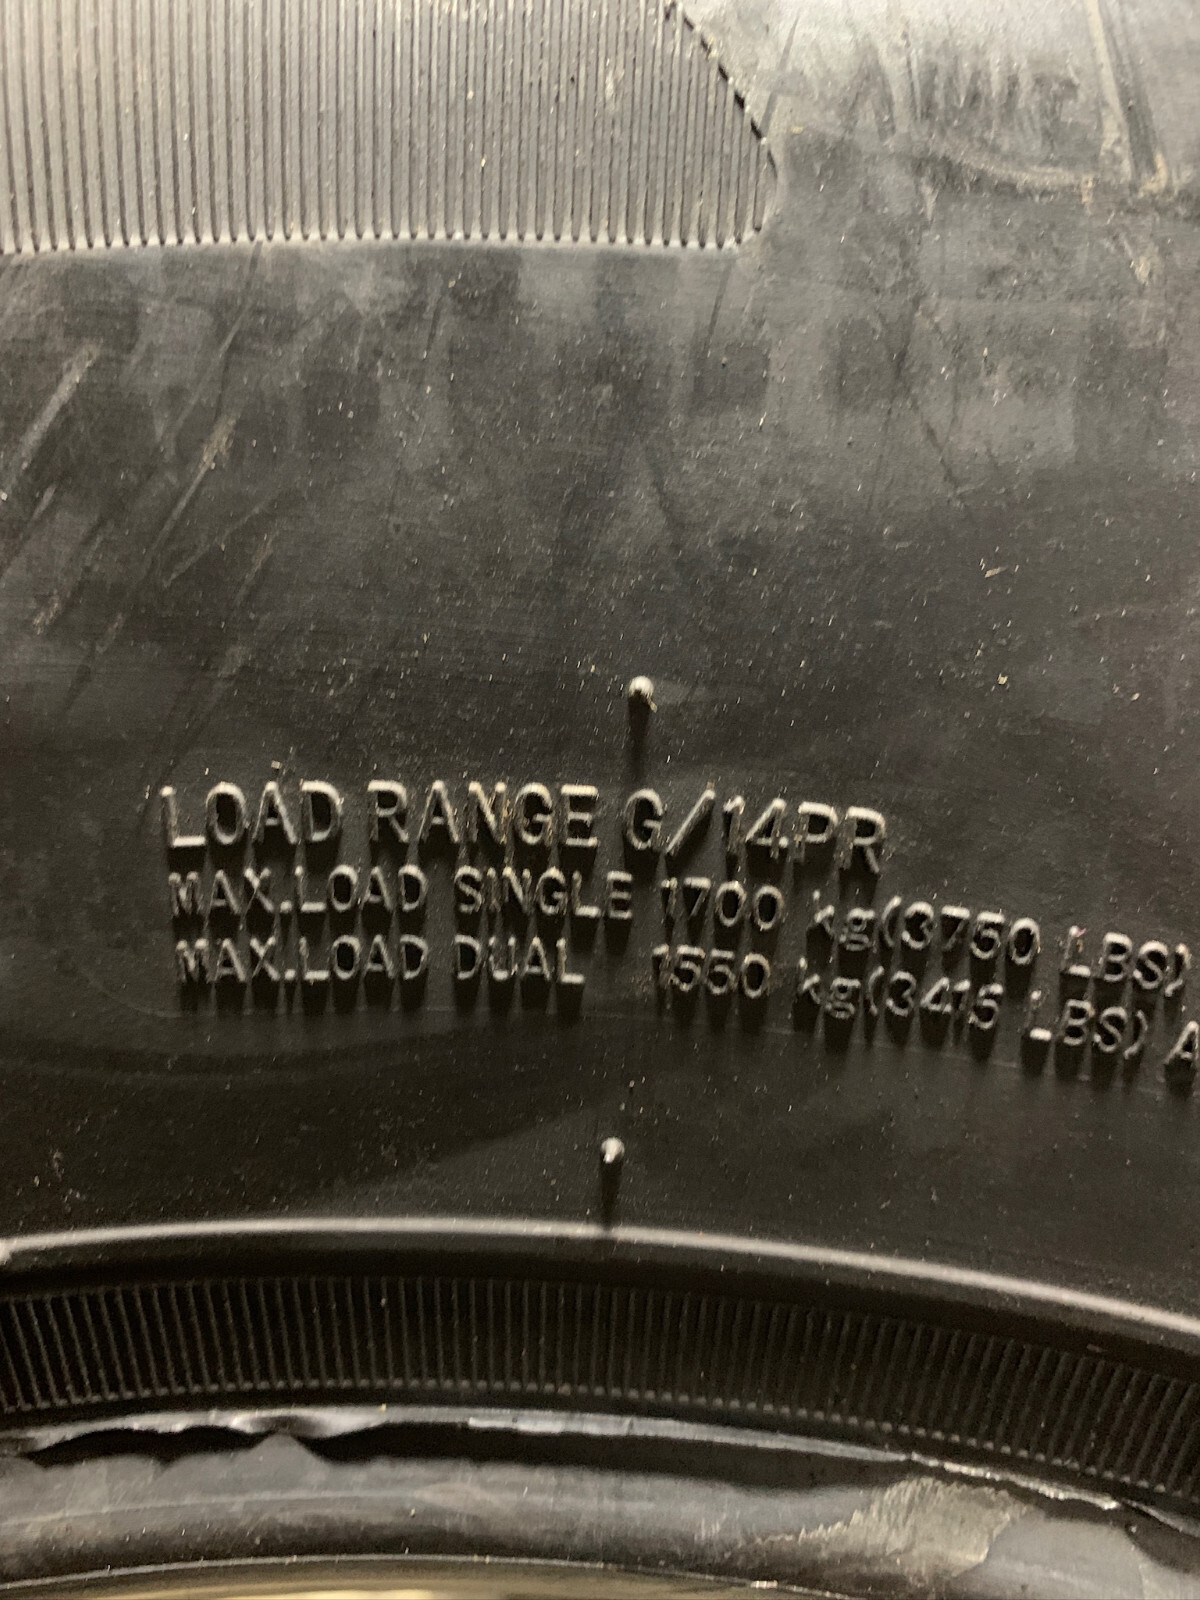 LOAD RANGE G/14PR
MAX.LOAD SINGLE 1700 kg(3750 LBS)
MAX.LOAD DUAL 1550 kg(3415 LBS) A